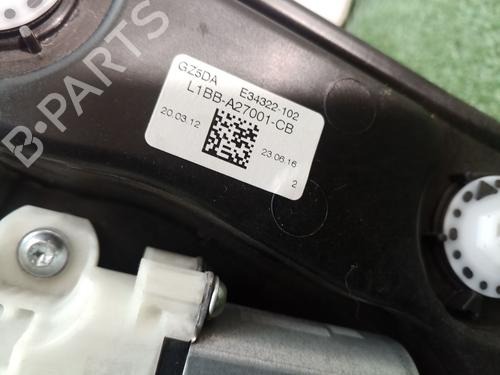 B-PARTS
GZ5DA E34322-102
L1BB-A27001-CB
20.03.12
23.06.16
2